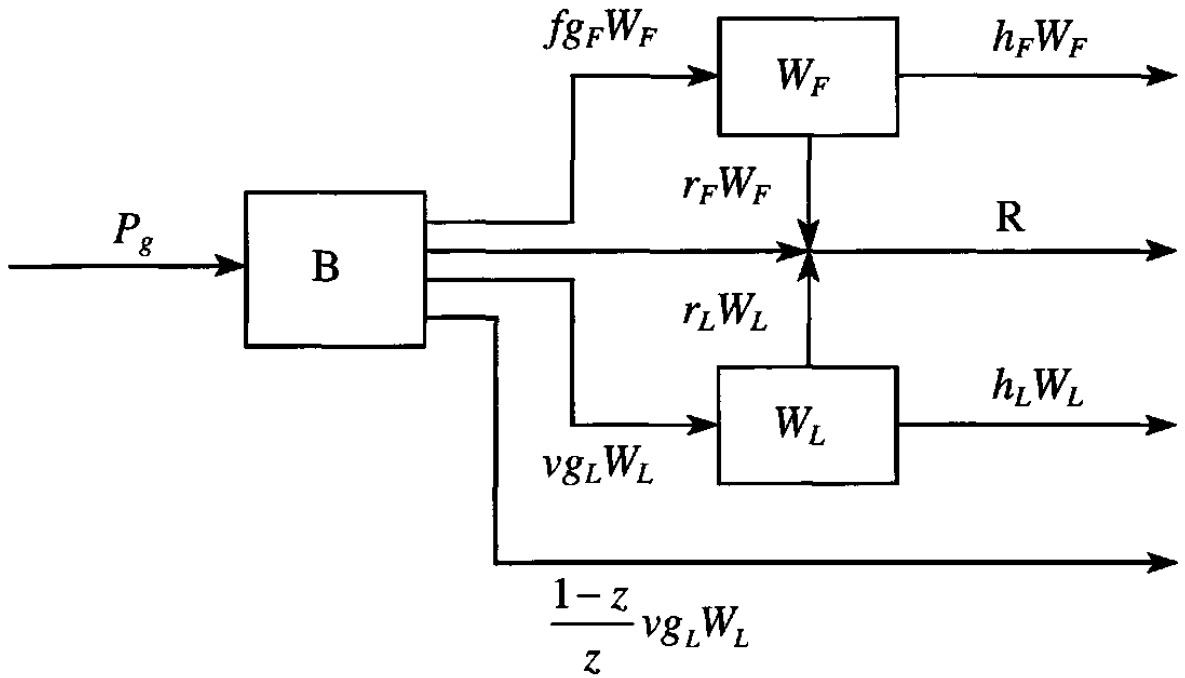 fg_F W_F
W_F
h_F W_F
r_F W_F
P_g
B
R
r_L W_L
W_L
h_L W_L
vg_L W_L
\frac{1-z}{z} vg_L W_L